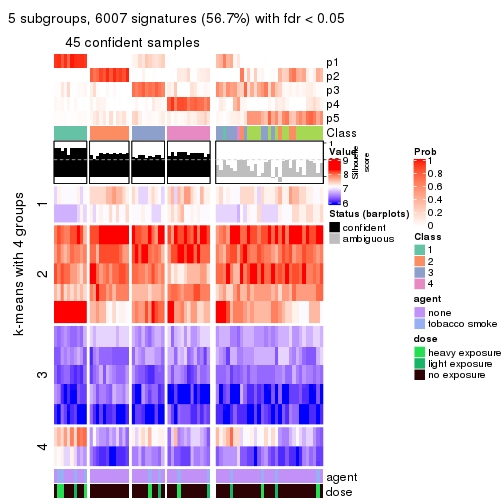 5 subgroups, 6007 signatures (56.7%) with fdr < 0.05
45 confident samples
p1
p2
p3
p4
p5
Class
1
Silhouette
score
k-means with 4 groups
1
2
3
4
agent
dose
Value
9
8
7
6
Status (barplots)
confident
ambiguous
Prob
1
0.8
0.6
0.4
0.2
0
Class
1
2
3
4
agent
none
tobacco smoke
dose
heavy exposure
light exposure
no exposure